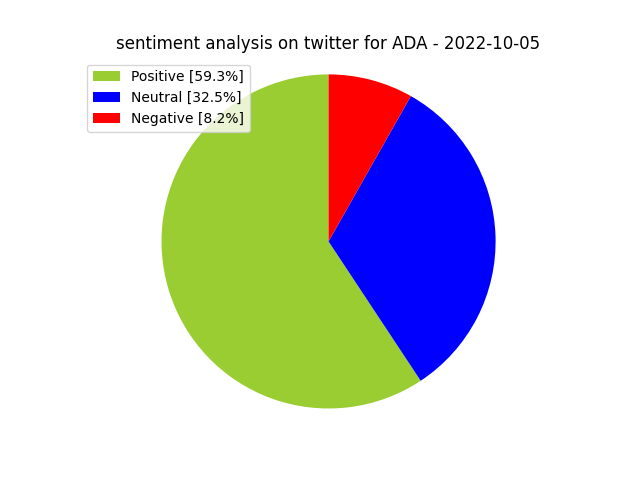 sentiment analysis on twitter for ADA - 2022-10-05
Positive [59.3%]
Neutral [32.5%]
Negative [8.2%]